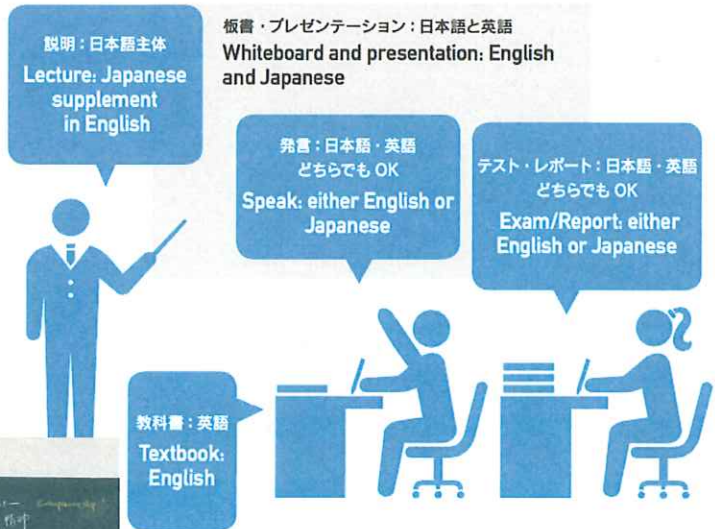 説明：日本語主体
Lecture: Japanese
supplement
in English
板書・プレゼンテーション：日本語と英語
Whiteboard and presentation: English
and Japanese
発言：日本語・英語
どちらでも OK
Speak: either English or
Japanese
テスト・レポート：日本語・英語
どちらでも OK
Exam/Report: either
English or Japanese
教科書：英語
Textbook:
English